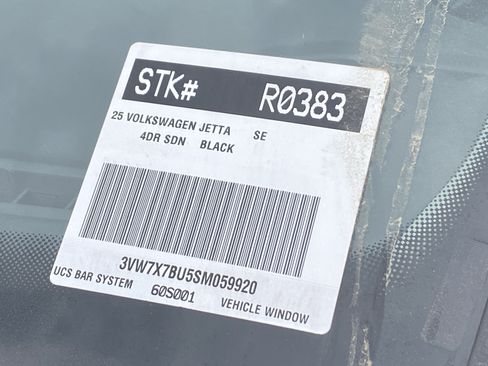 STK# R0383
25 VOLKSWAGEN JETTA SE
4DR SDN BLACK
3VW7X7BU5SM059920
UCS BAR SYSTEM 60S001 VEHICLE WINDOW